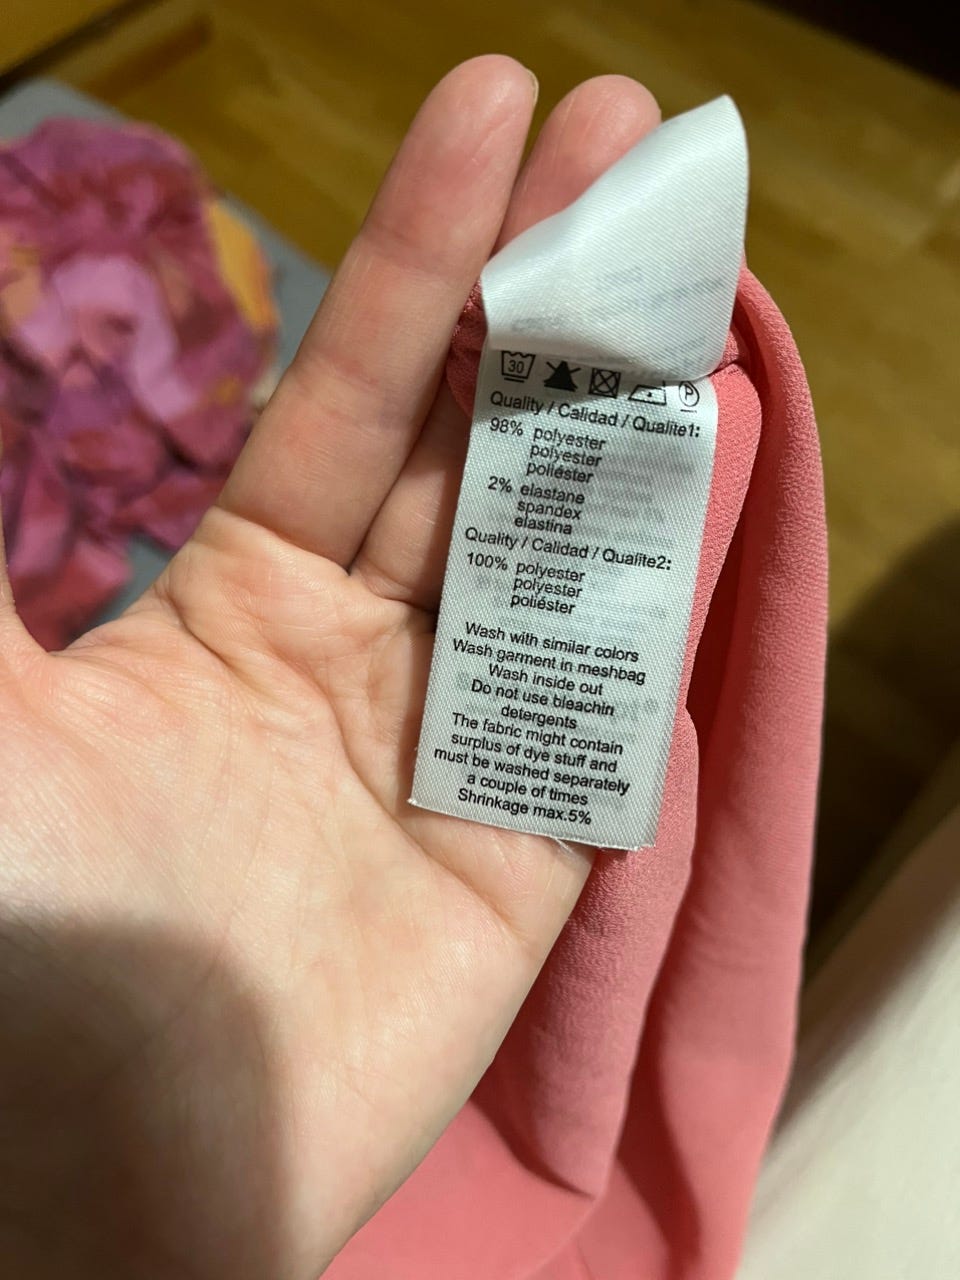 30 P
Quality / Calidad / Qualite1:
98% polyester
polyester
poliéster
2% elastane
spandex
elastina
Quality / Calidad / Qualite2:
100% polyester
polyester
poliéster
Wash with similar colors
Wash garment in meshbag
Wash inside out
Do not use bleachin
detergents
The fabric might contain
surplus of dye stuff and
must be washed separately
a couple of times
Shrinkage max.5%